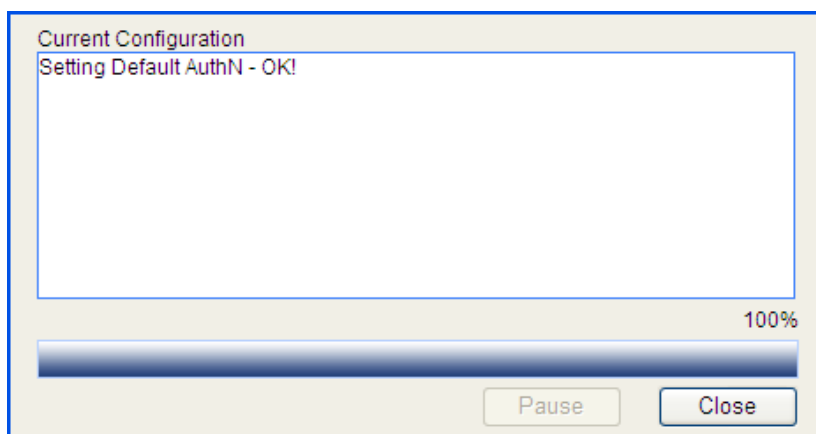 Current Configuration
Setting Default AuthN - OK!
100%
Pause
Close